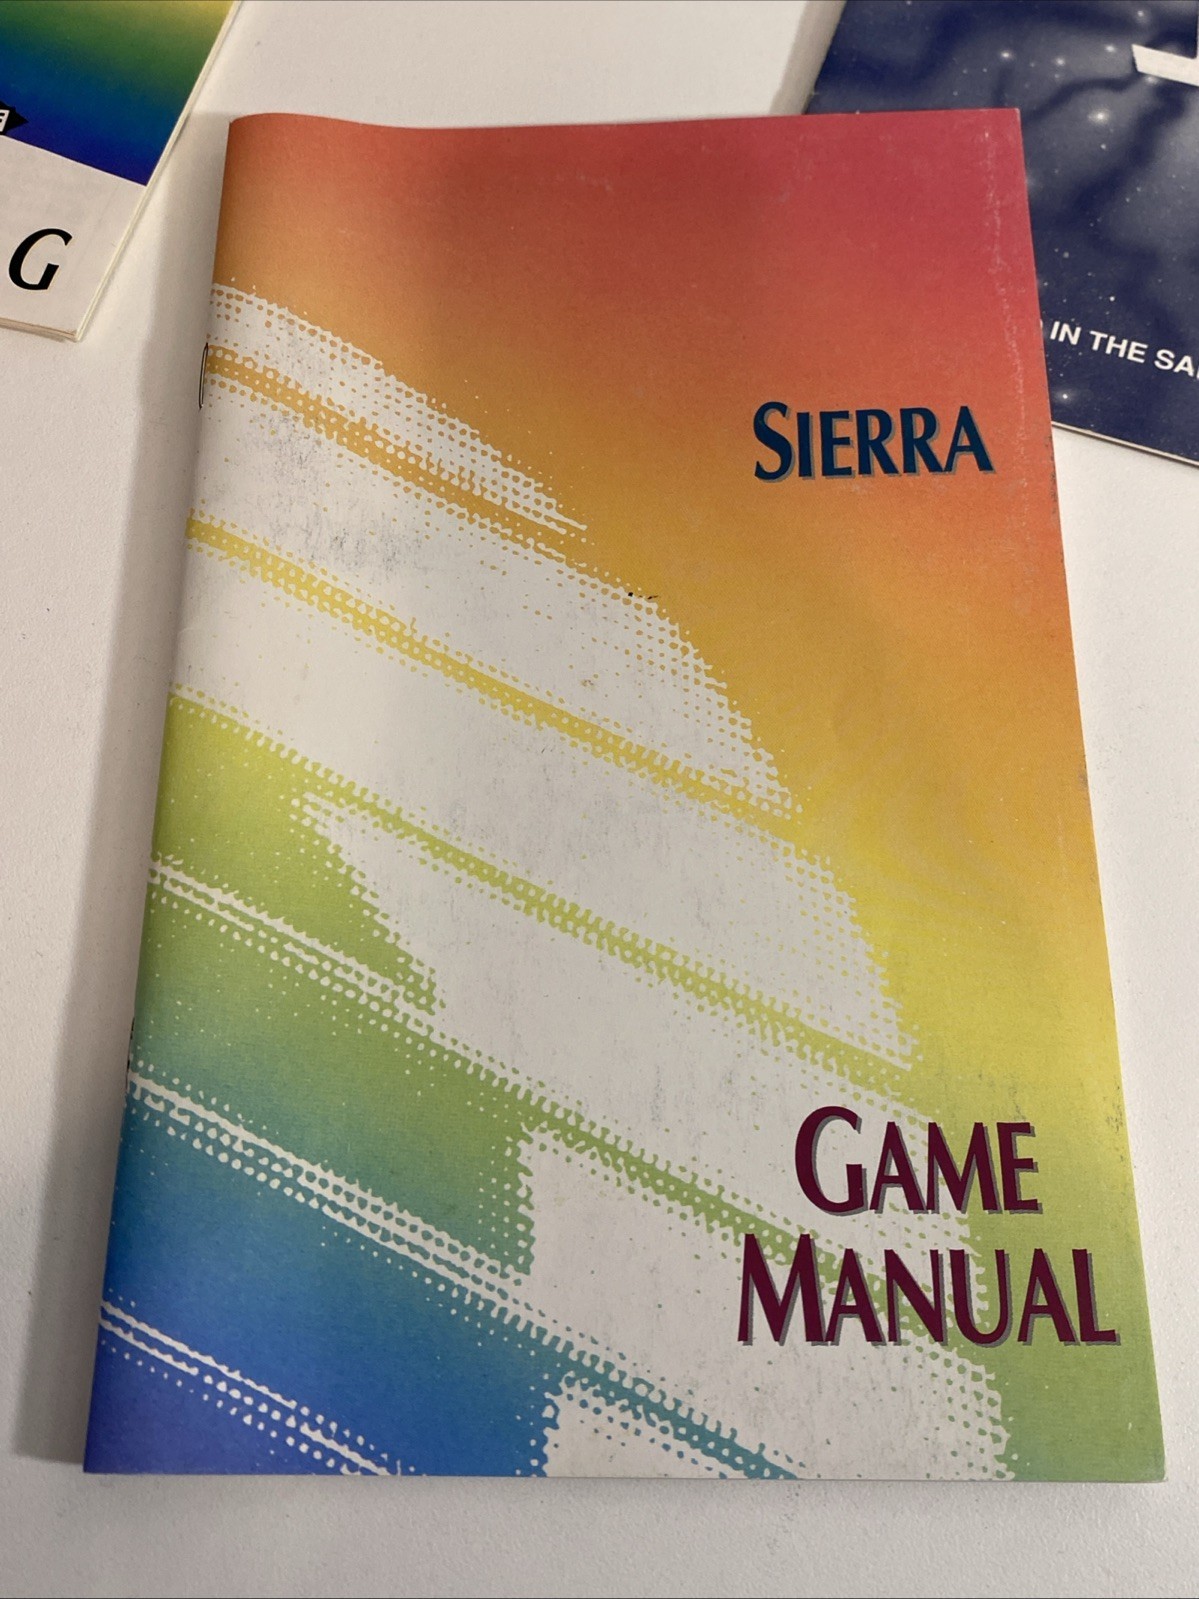 G
IN THE SA
SIERRA
GAME
MANUAL